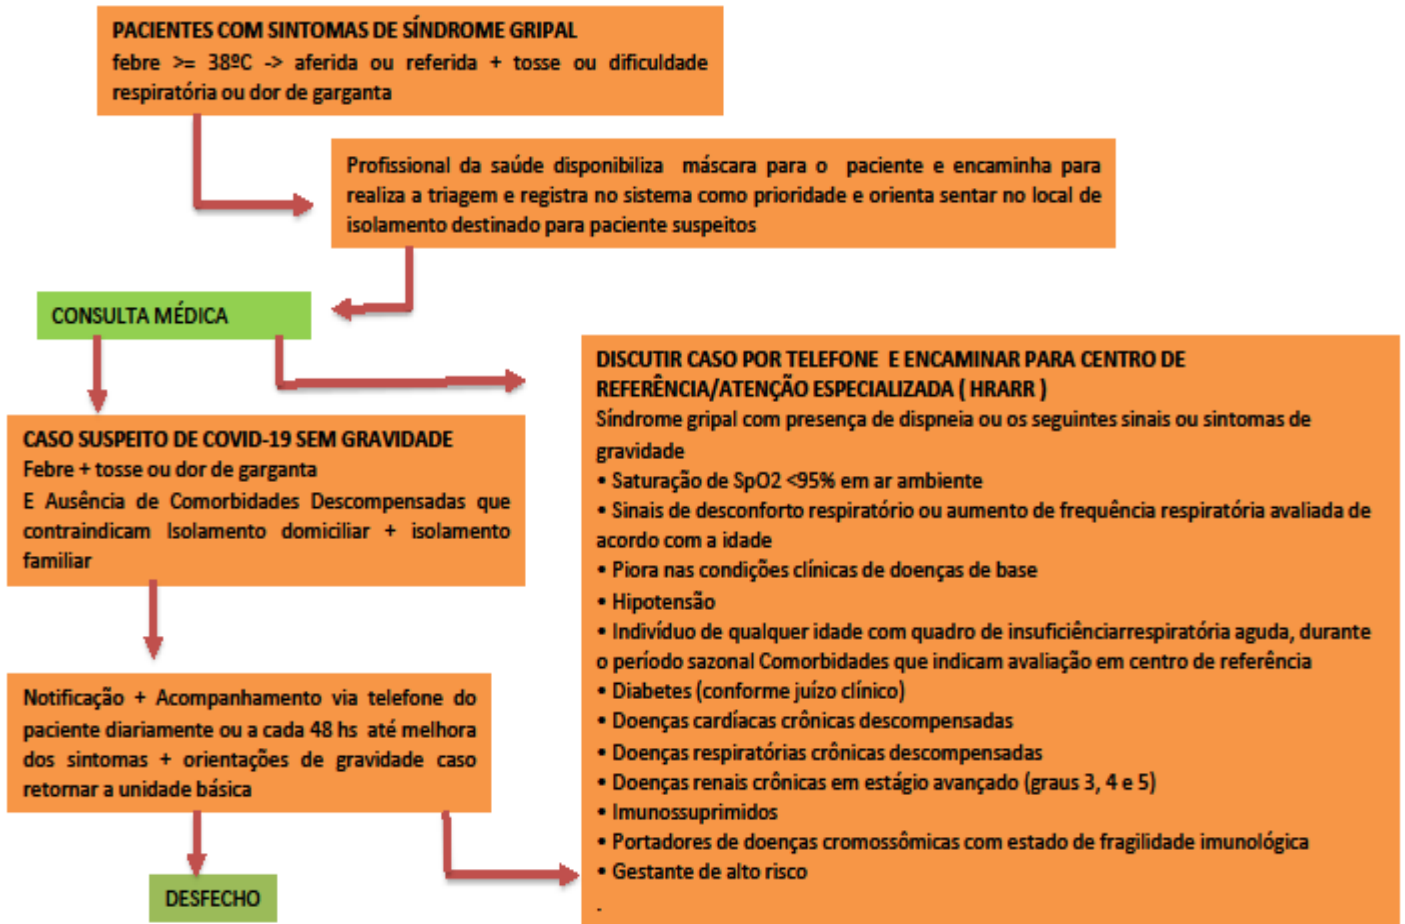 PACIENTES COM SINTOMAS DE SÍNDROME GRIPAL
febre >= 38ºC -> aferida ou referida + tosse ou dificuldade
respiratória ou dor de garganta
Profissional da saúde disponibiliza máscara para o paciente e encaminha para
realiza a triagem e registra no sistema como prioridade e orienta sentar no local de
isolamento destinado para paciente suspeitos
CONSULTA MÉDICA
CASO SUSPEITO DE COVID-19 SEM GRAVIDADE
Febre + tosse ou dor de garganta
E Ausência de Comorbidades Descompensadas que
contraindicam Isolamento domiciliar + isolamento
familiar
Notificação + Acompanhamento via telefone do
paciente diariamente ou a cada 48 hs até melhora
dos sintomas + orientações de gravidade caso
retornar a unidade básica
DESFECHO
DISCUTIR CASO POR TELEFONE E ENCAMINAR PARA CENTRO DE
REFERÊNCIA/ATENÇÃO ESPECIALIZADA ( HRARR )
Síndrome gripal com presença de dispneia ou os seguintes sinais ou sintomas de
gravidade
• Saturação de SpO2 <95% em ar ambiente
• Sinais de desconforto respiratório ou aumento de frequência respiratória avaliada de
acordo com a idade
• Piora nas condições clínicas de doenças de base
• Hipotensão
• Indivíduo de qualquer idade com quadro de insuficiênciarrespiratória aguda, durante
o período sazonal Comorbidades que indicam avaliação em centro de referência
• Diabetes (conforme juízo clínico)
• Doenças cardíacas crônicas descompensadas
• Doenças respiratórias crônicas descompensadas
• Doenças renais crônicas em estágio avançado (graus 3, 4 e 5)
• Imunossuprimidos
• Portadores de doenças cromossômicas com estado de fragilidade imunológica
• Gestante de alto risco
.